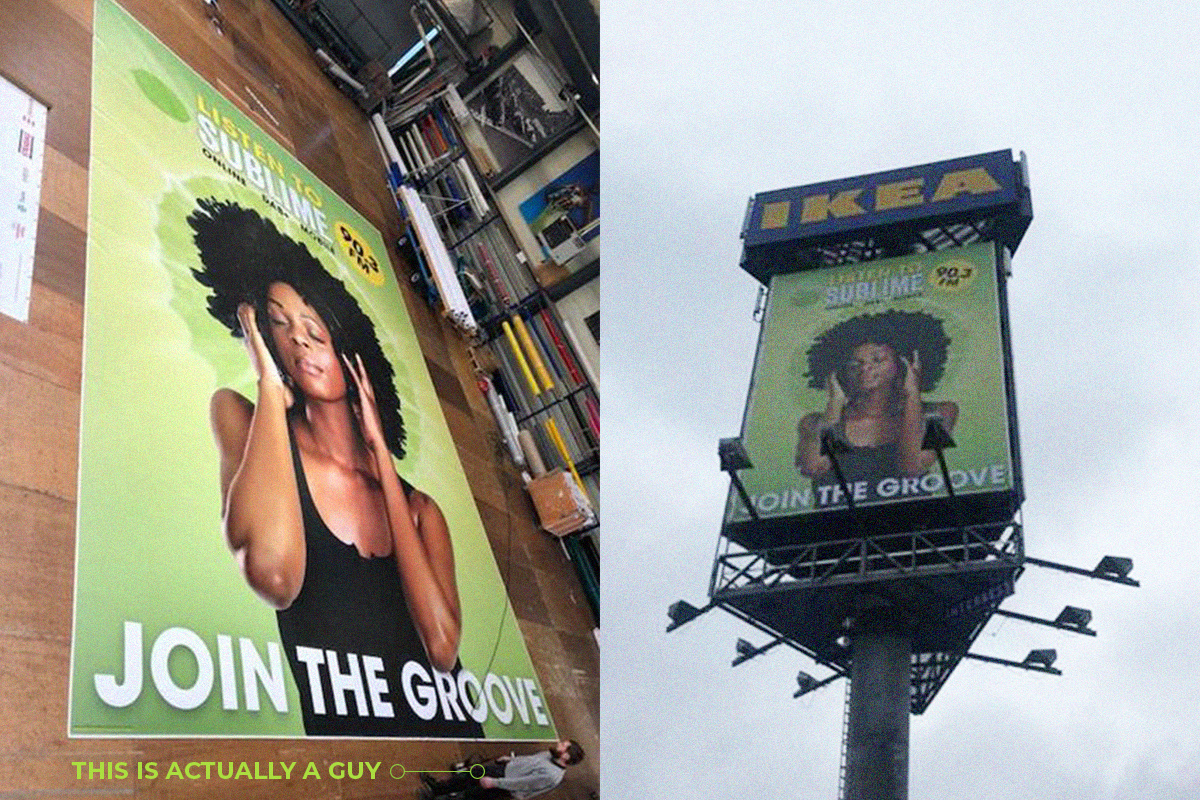 LISTEN TO
SUBLIME
ONLINE DAB+ MOBILE
90.3
FM
JOIN THE GROOVE
THIS IS ACTUALLY A GUY
IKEA
LISTEN TO
SUBLIME
90.3
FM
JOIN THE GROOVE